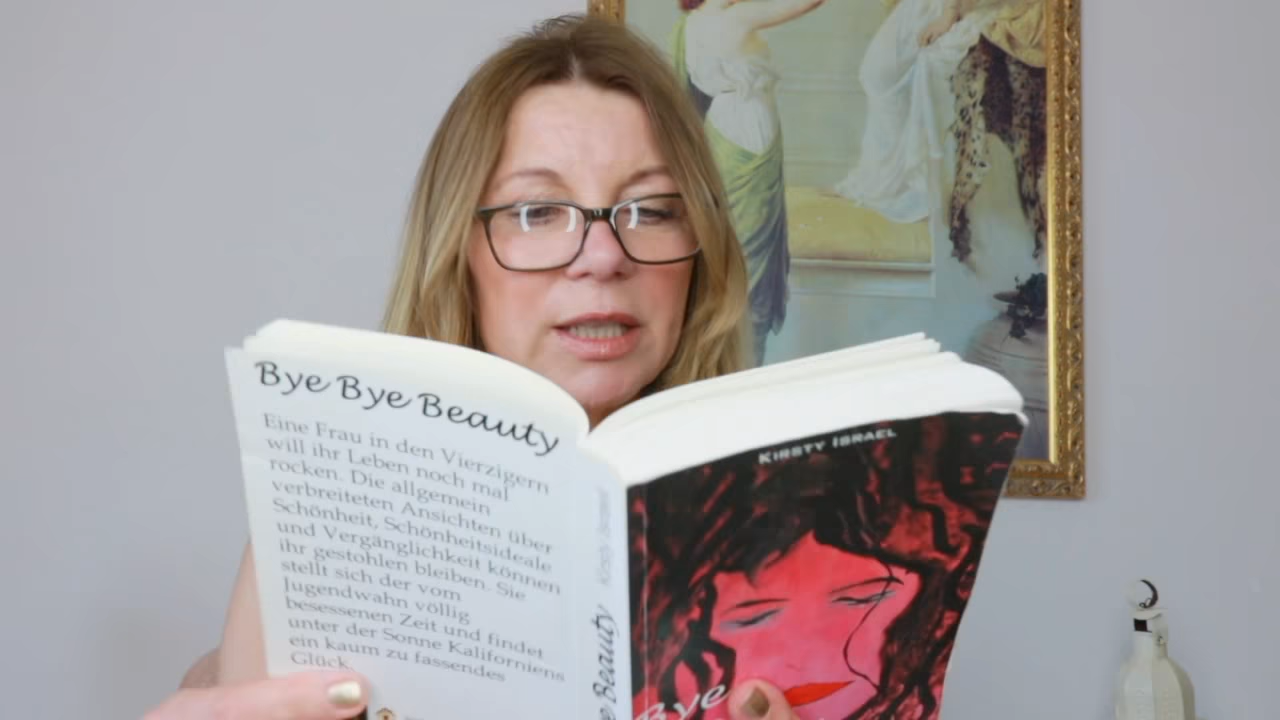 Bye Bye Beauty
Eine Frau in den Vierzigern
will ihr Leben noch mal
rocken. Die allgemein
verbreiteten Ansichten über
Schönheit, Schönheitsideale
und Vergänglichkeit können
ihr gestohlen bleiben. Sie
stellt sich der vom
Jugendwahn völlig
besessenen Zeit und findet
unter der Sonne Kaliforniens
ein kaum zu fassendes
Glück.
Kirsty Israel
Beauty
KIRSTY ISRAEL
Bye